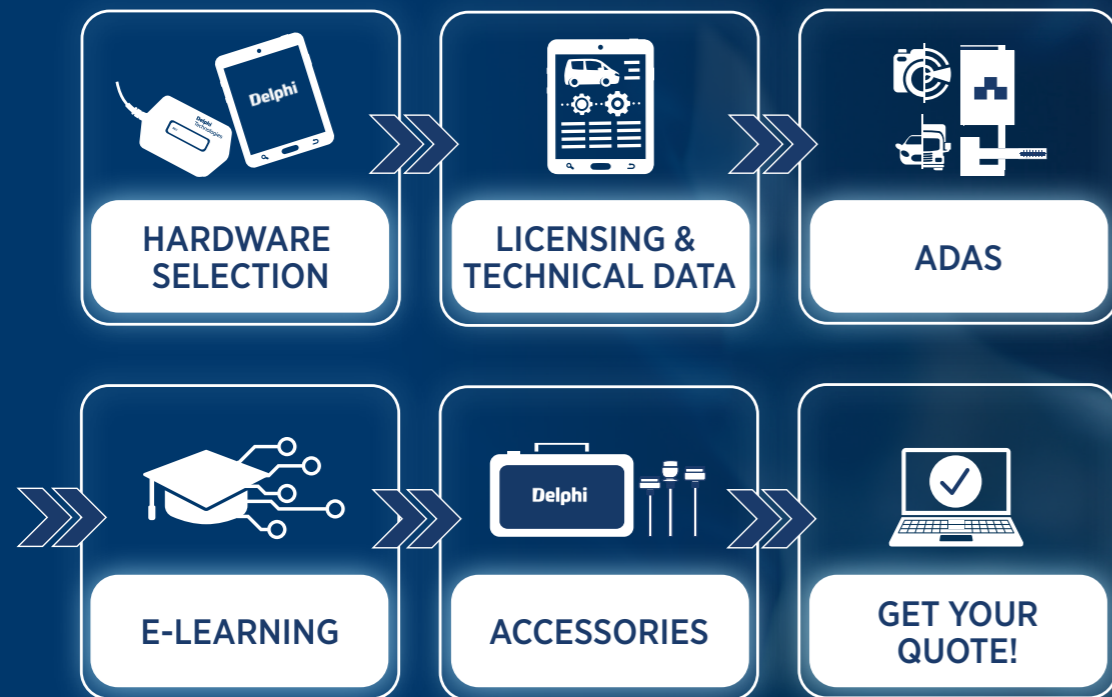 Delphi
Technologies
Delphi
HARDWARE
SELECTION
LICENSING &
TECHNICAL DATA
ADAS
E-LEARNING
Delphi
ACCESSORIES
GET YOUR
QUOTE!